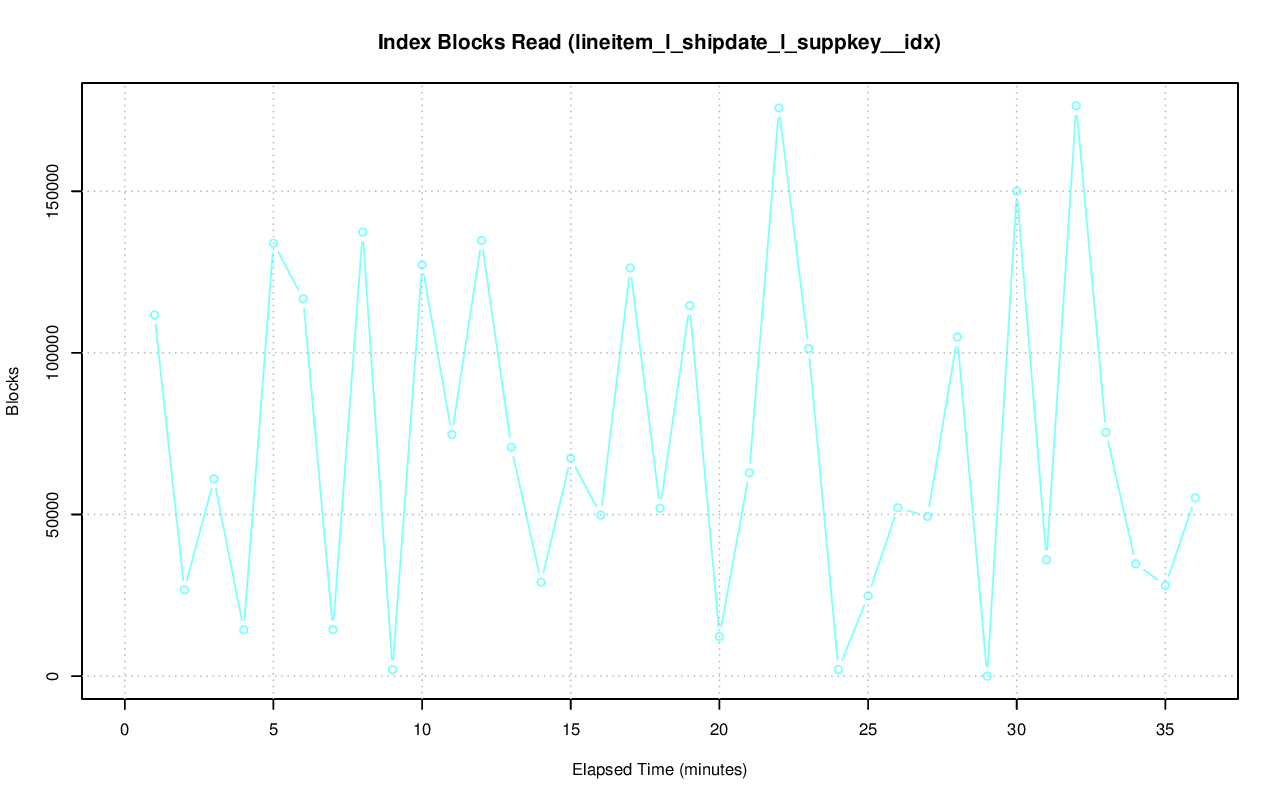 Index Blocks Read (lineitem_l_shipdate_l_suppkey__idx)
150000
100000
50000
0
Blocks
0 5 10 15 20 25 30 35
Elapsed Time (minutes)